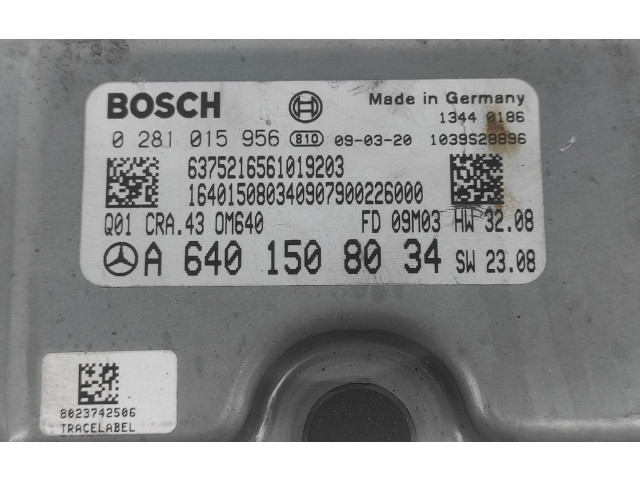 BOSCH
Made in Germany
1344 0186
0 281 015 956 810 09-03-20 1039S28896
6375216561019203
164015080340907900226000
Q01 CRA.43 OM640 FD 09M03 HW 32.08
A 640 150 80 34 SW 23.08
8023742506
TRACELABEL